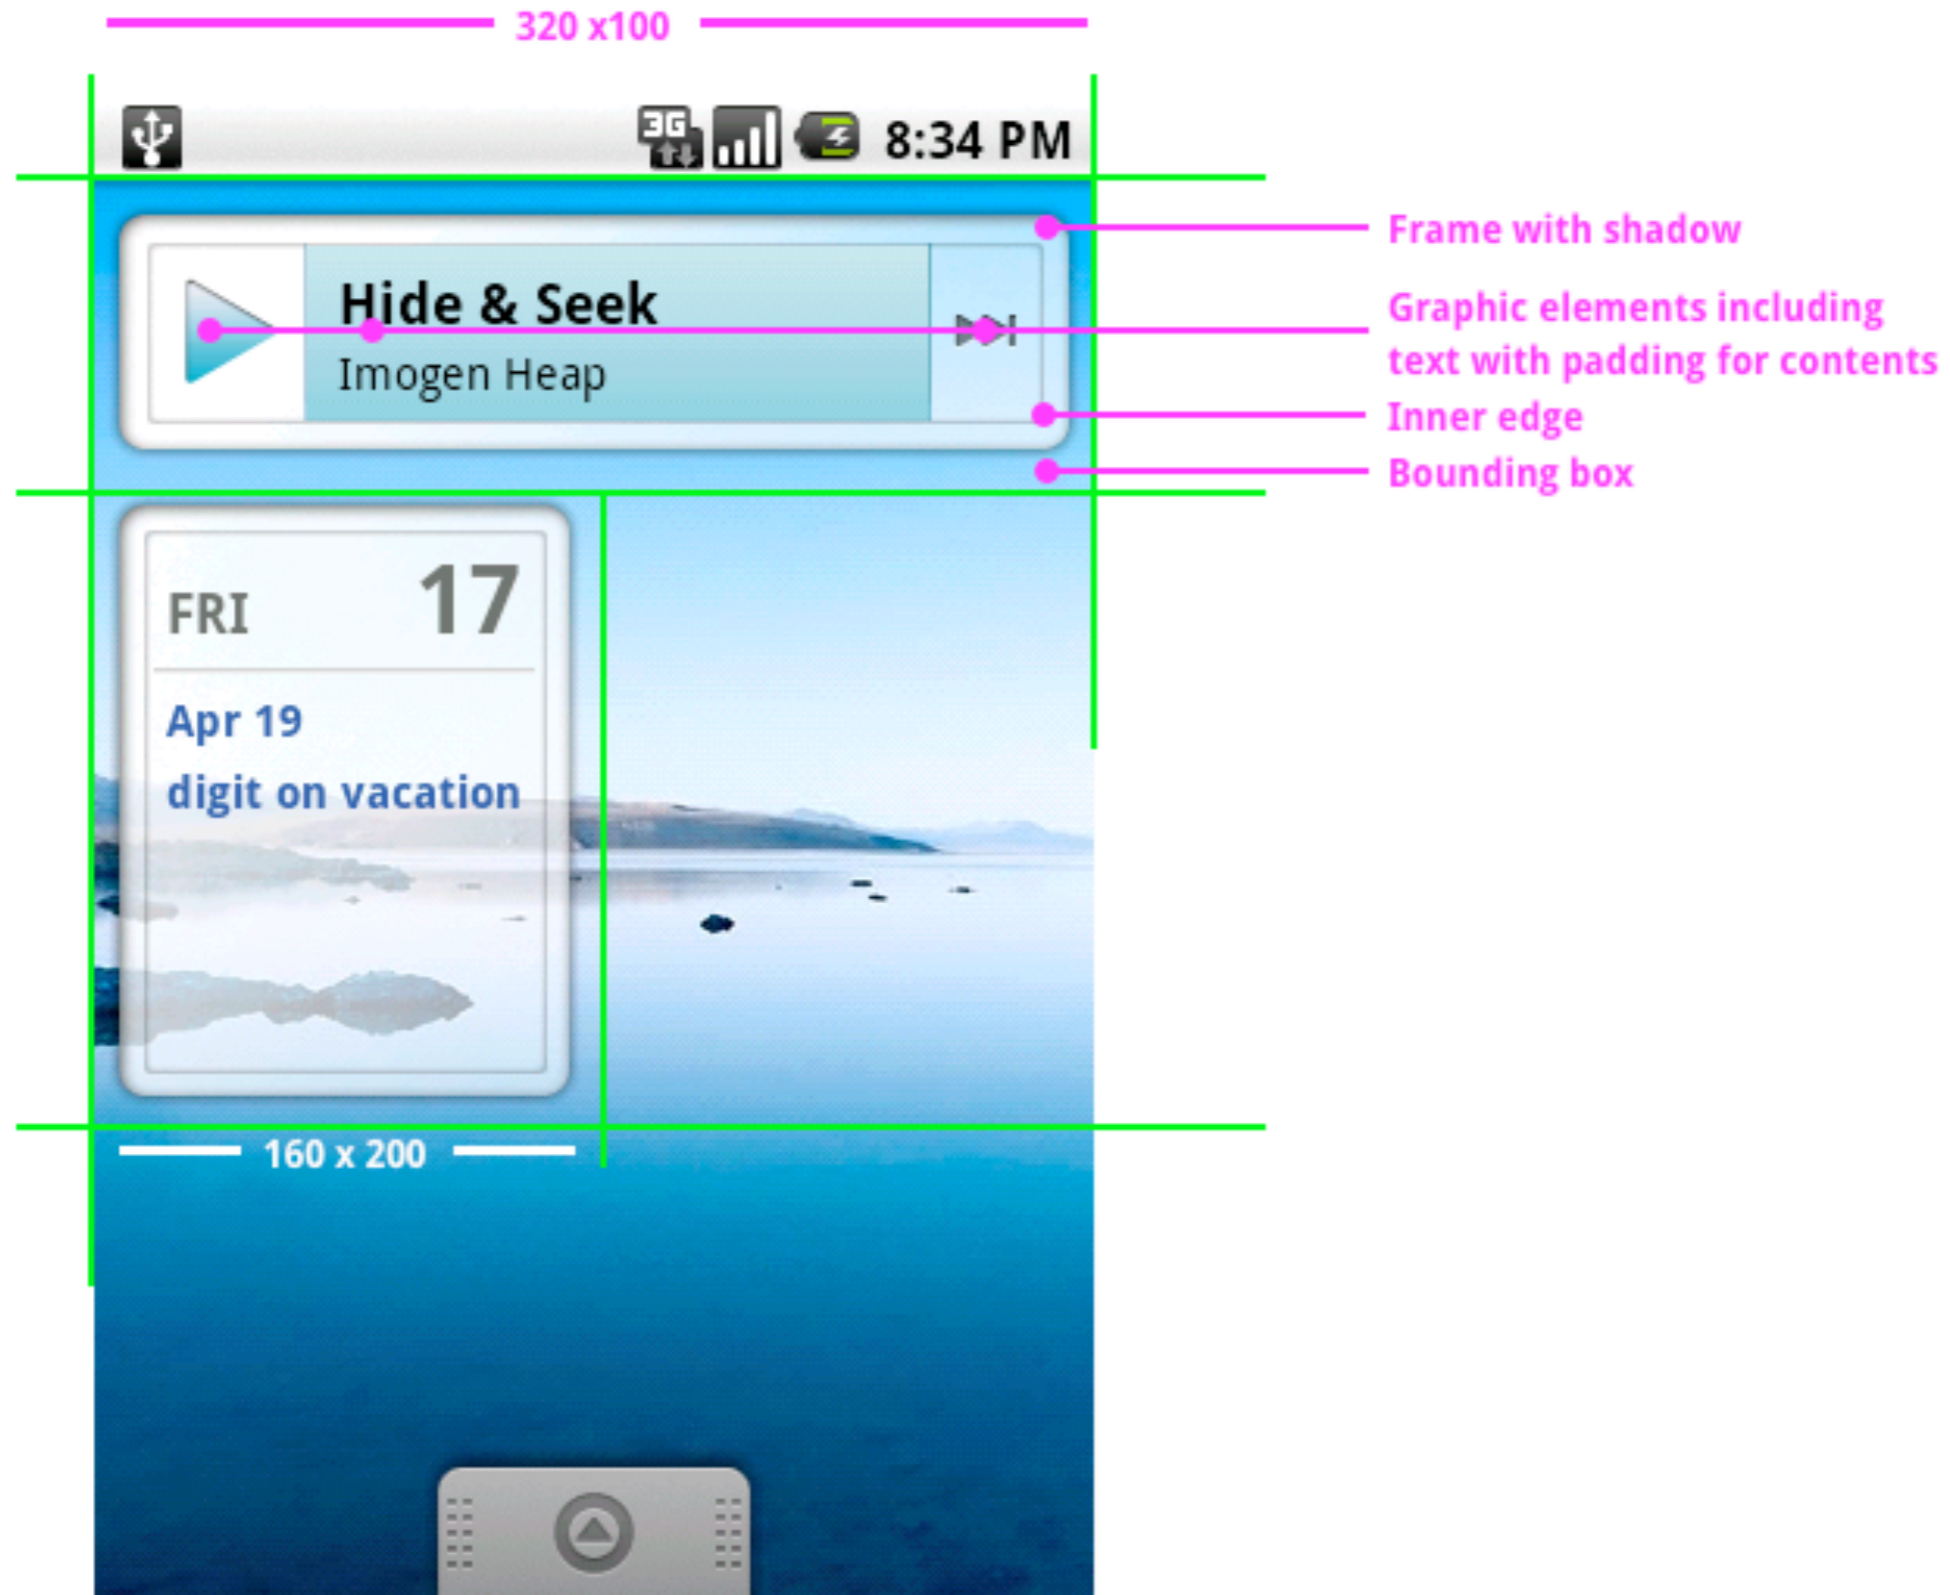 320 x100
3G
8:34 PM
Frame with shadow
Hide & Seek
Imogen Heap
Graphic elements including
text with padding for contents
Inner edge
Bounding box
FRI 17
Apr 19
digit on vacation
160 x 200